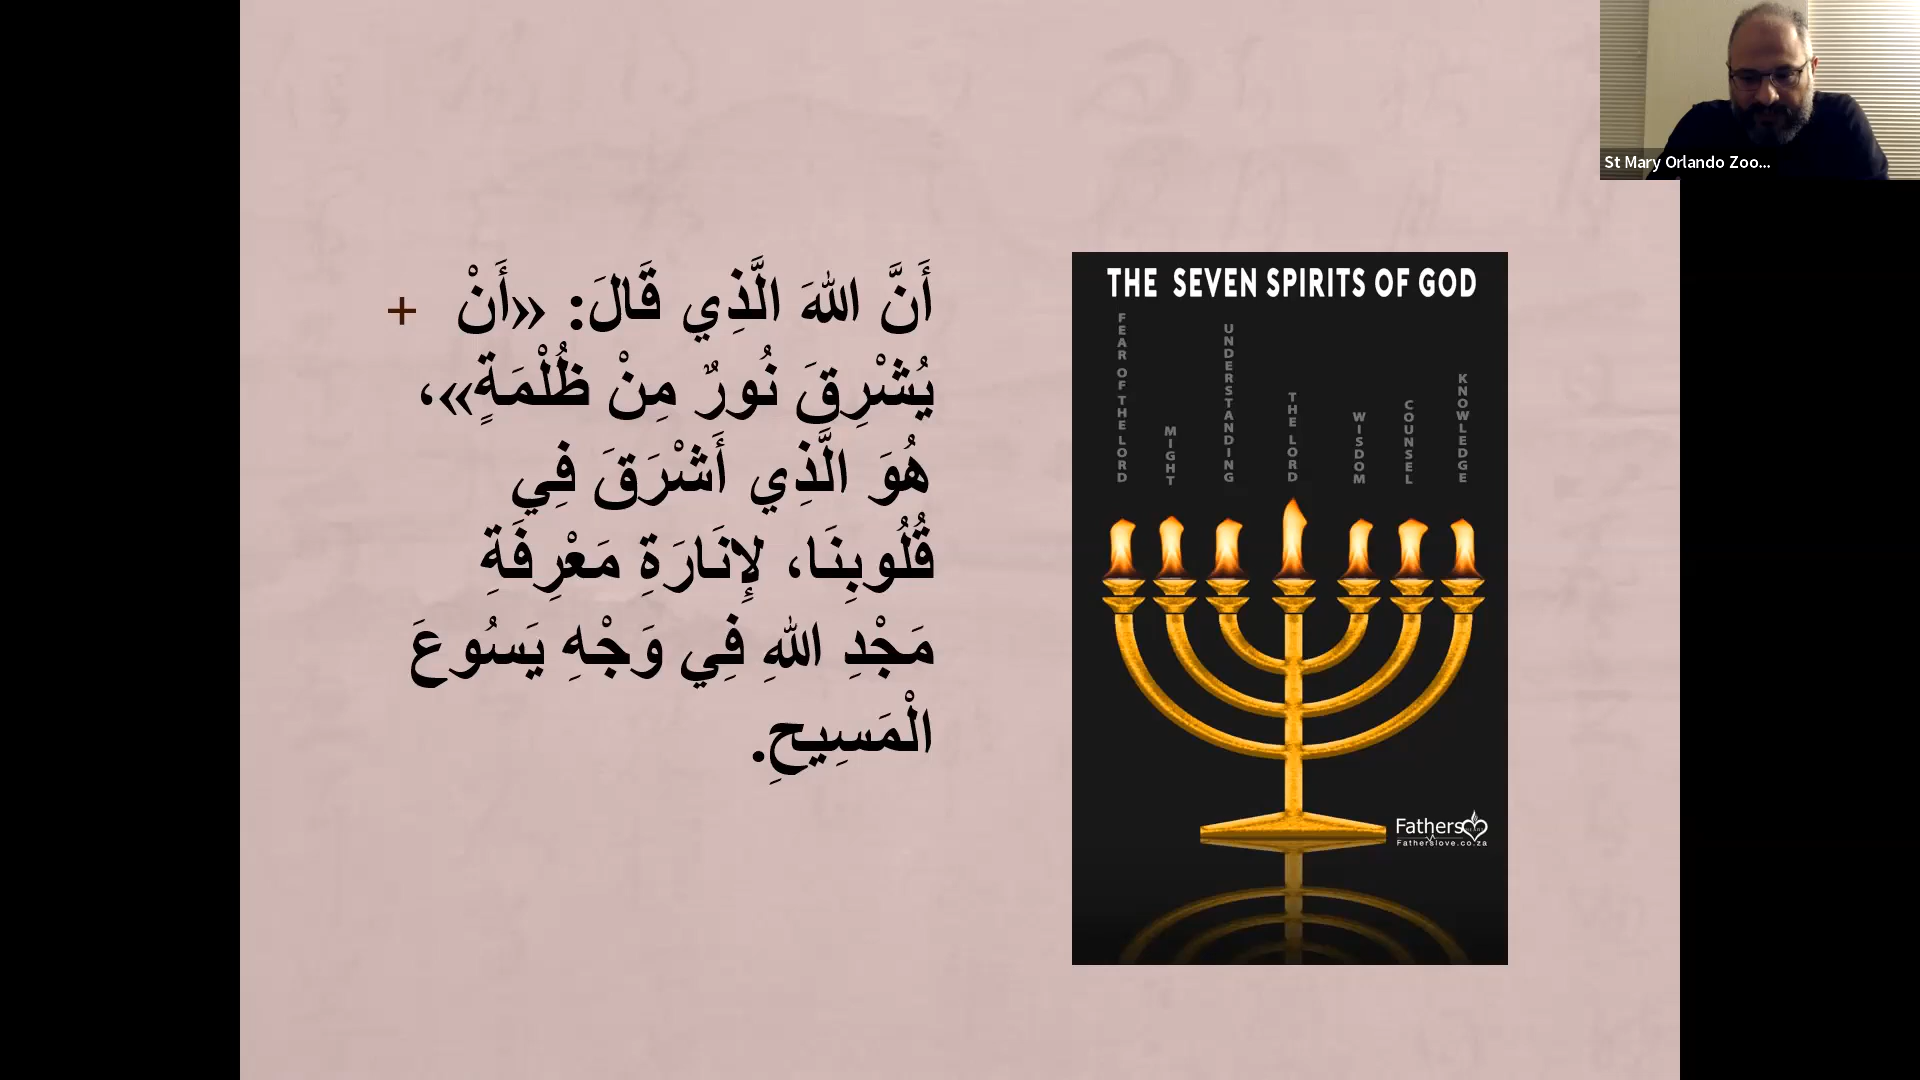 St Mary Orlando Zoo...
+ أَنَّ اللهَ الَّذِي قَالَ: «أَنْ
يُشْرِقَ نُورٌ مِنْ ظُلْمَةٍ»،
هُوَ الَّذِي أَشْرَقَ فِي
قُلُوبِنَا، لإِنَارَةِ مَعْرِفَةِ
مَجْدِ اللهِ فِي وَجْهِ يَسُوعَ
الْمَسِيحِ.
THE SEVEN SPIRITS OF GOD
FEAR OF THE LORD
MIGHT
UNDERSTANDING
THE LORD
WISDOM
COUNSEL
KNOWLEDGE
Fathers
Fatherslove.co.za